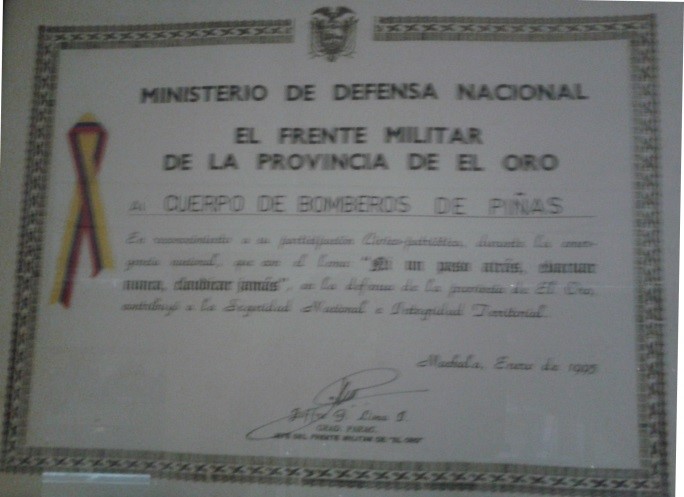 MINISTERIO DE DEFENSA NACIONAL
EL FRENTE MILITAR
DE LA PROVINCIA DE EL ORO
Al CUERPO DE BOMBEROS DE PIÑAS
En reconocimiento a su participación Cívico-patriótica, durante la emer-
gencia nacional, que con el lema: "Ni un paso atrás,
nunca, claudicar jamás", en la defensa de la provincia de El Oro,
contribuyó a la Seguridad Nacional e Integridad Territorial.
Machala, Enero de 1995
Lima
GRAD.
JEFE DEL FRENTE MILITAR DE "EL ORO"